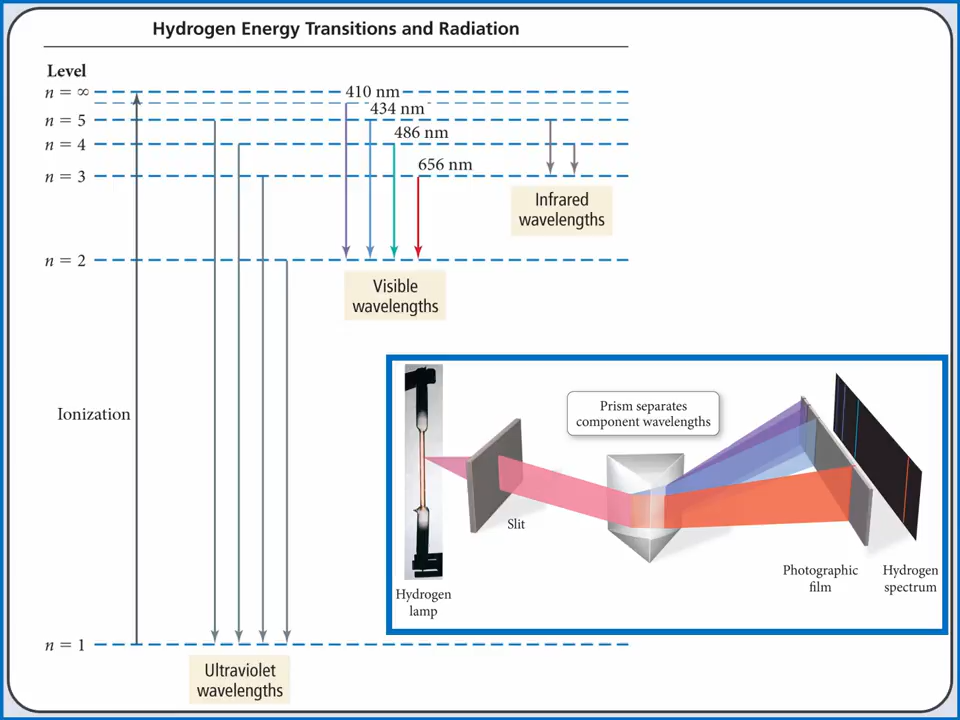 Hydrogen Energy Transitions and Radiation
Level
n = ∞
410 nm
434 nm
n = 5
486 nm
n = 4
656 nm
n = 3
Infrared
wavelengths
n = 2
Visible
wavelengths
Ionization
Prism separates
component wavelengths
Slit
Photographic
film
Hydrogen
spectrum
Hydrogen
lamp
n = 1
Ultraviolet
wavelengths